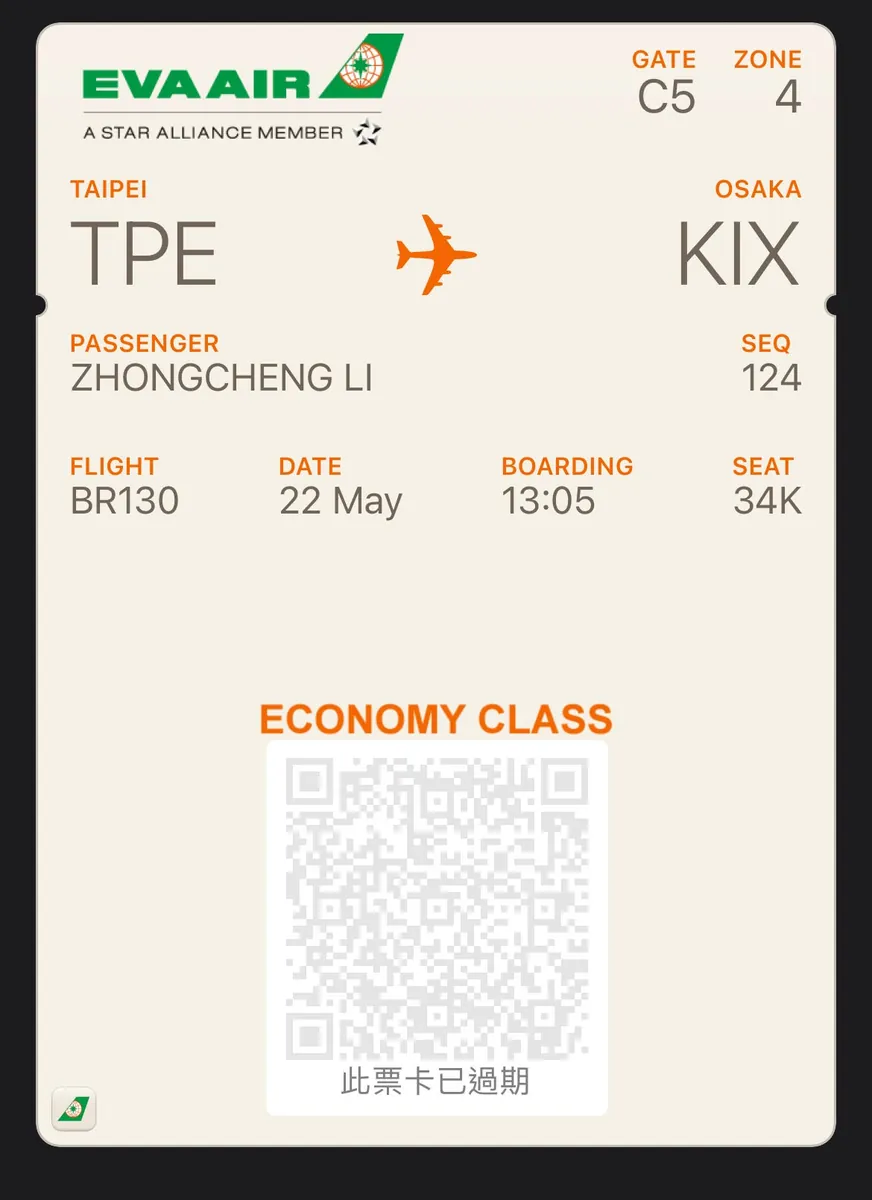 EVA AIR
A STAR ALLIANCE MEMBER
GATE ZONE
C5 4
TAIPEI OSAKA
TPE KIX
PASSENGER SEQ
ZHONGCHENG LI 124
FLIGHT DATE BOARDING SEAT
BR130 22 May 13:05 34K
ECONOMY CLASS
此票卡已過期